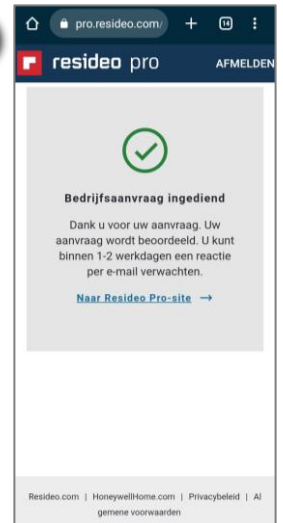 pro.resideo.com/
14
resideo pro
AFMELDEN
Bedrijfsaanvraag ingediend
Dank u voor uw aanvraag. Uw
aanvraag wordt beoordeeld. U kunt
binnen 1-2 werkdagen een reactie
per e-mail verwachten.
Naar Resideo Pro-site →
Resideo.com | HoneywellHome.com | Privacybeleid | Al
gemene voorwaarden